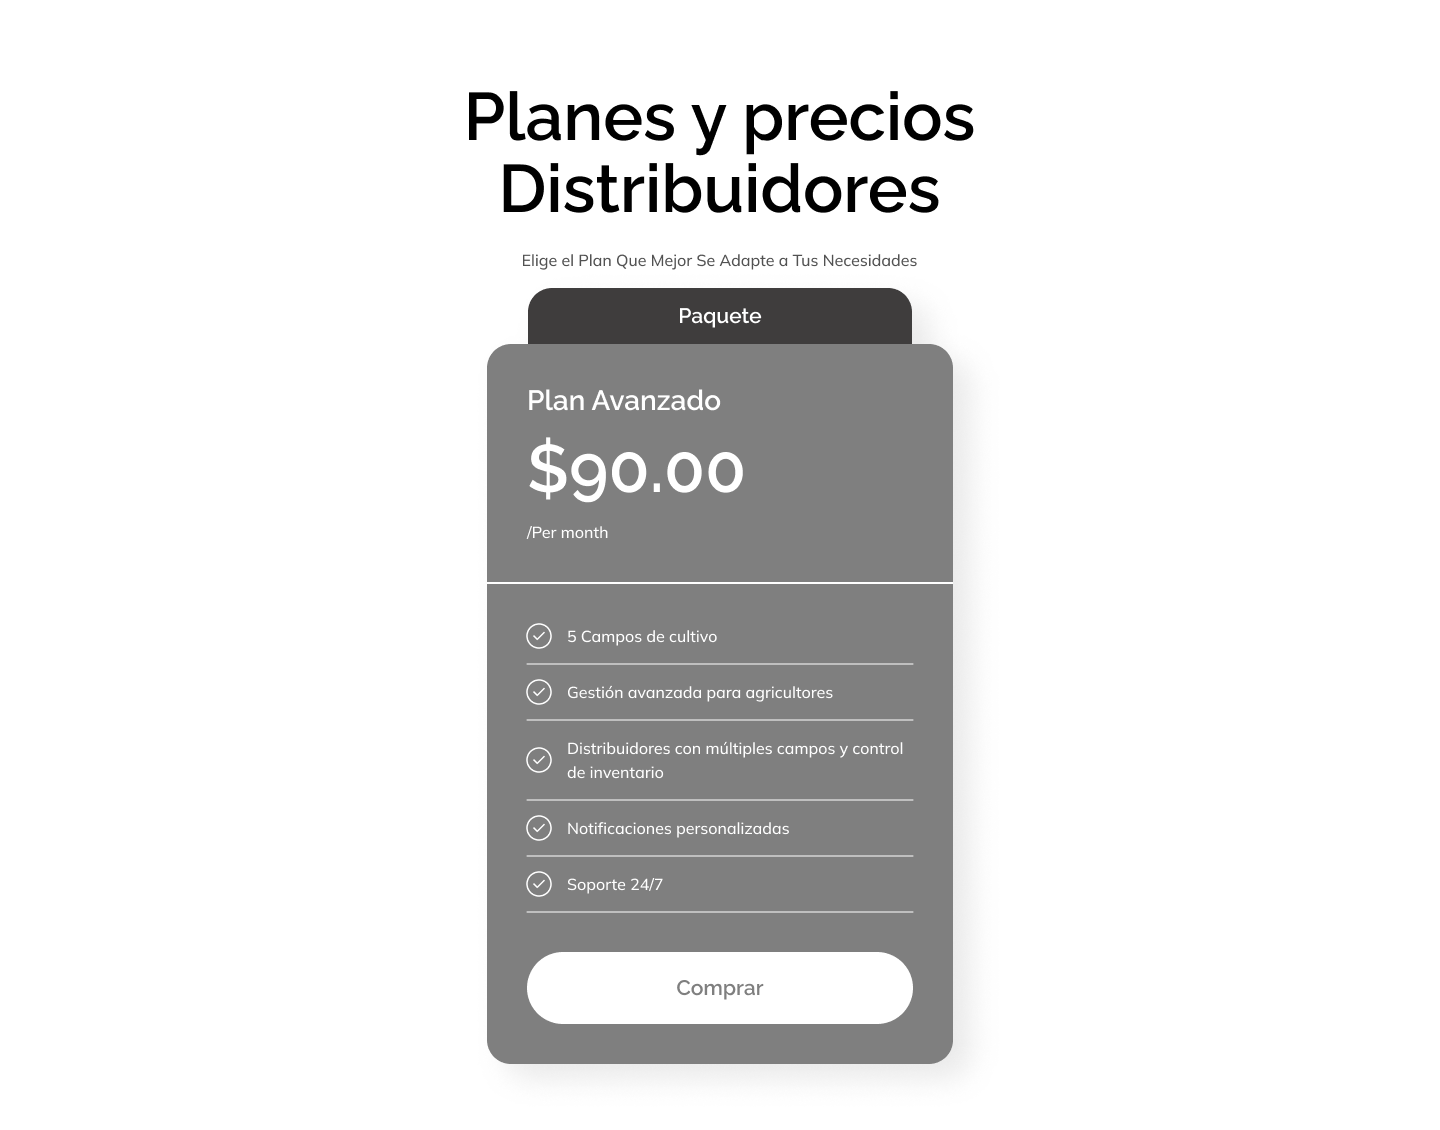 Planes y precios
Distribuidores
Elige el Plan Que Mejor Se Adapte a Tus Necesidades
Paquete
Plan Avanzado
$90.00
/Per month
5 Campos de cultivo
Gestión avanzada para agricultores
Distribuidores con múltiples campos y control
de inventario
Notificaciones personalizadas
Soporte 24/7
Comprar